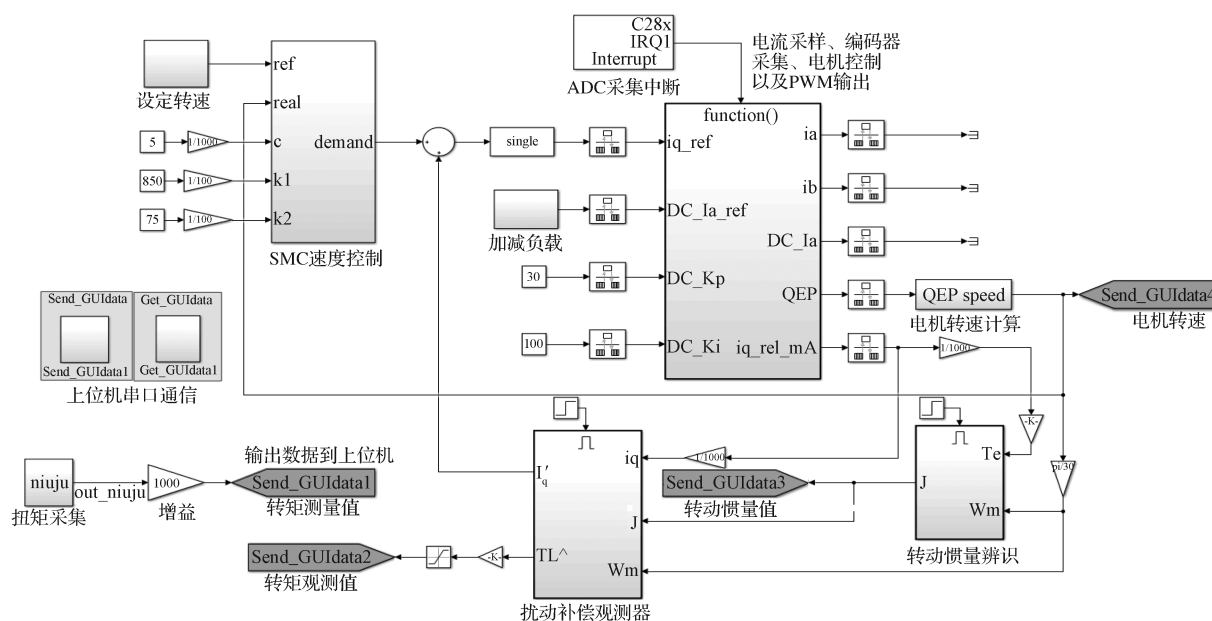 C28x
IRQ1
Interrupt
ADC采集中断
电流采样、编码器
采集、电机控制
以及PWM输出
设定转速
ref
real
c
k1
k2
demand
5
1/1000
850
1/100
75
1/100
SMC速度控制
single
function()
iq_ref
DC_Ia_ref
DC_Kp
DC_Ki
ia
ib
DC_Ia
QEP
iq_rel_mA
加减负载
30
100
QEP speed
电机转速计算
Send_GUIdata4
电机转速
1/1000
-K-
pi/30
Send_GUIdata
Get_GUIdata
Send_GUIdata1
Get_GUIdata1
上位机串口通信
niuju
out_niuju
扭矩采集
1000
增益
输出数据到上位机
Send_GUIdata1
转矩测量值
Send_GUIdata2
转矩观测值
-K-
I′q
TL^
iq
J
Wm
扰动补偿观测器
1/1000
Send_GUIdata3
转动惯量值
Te
J
Wm
转动惯量辨识